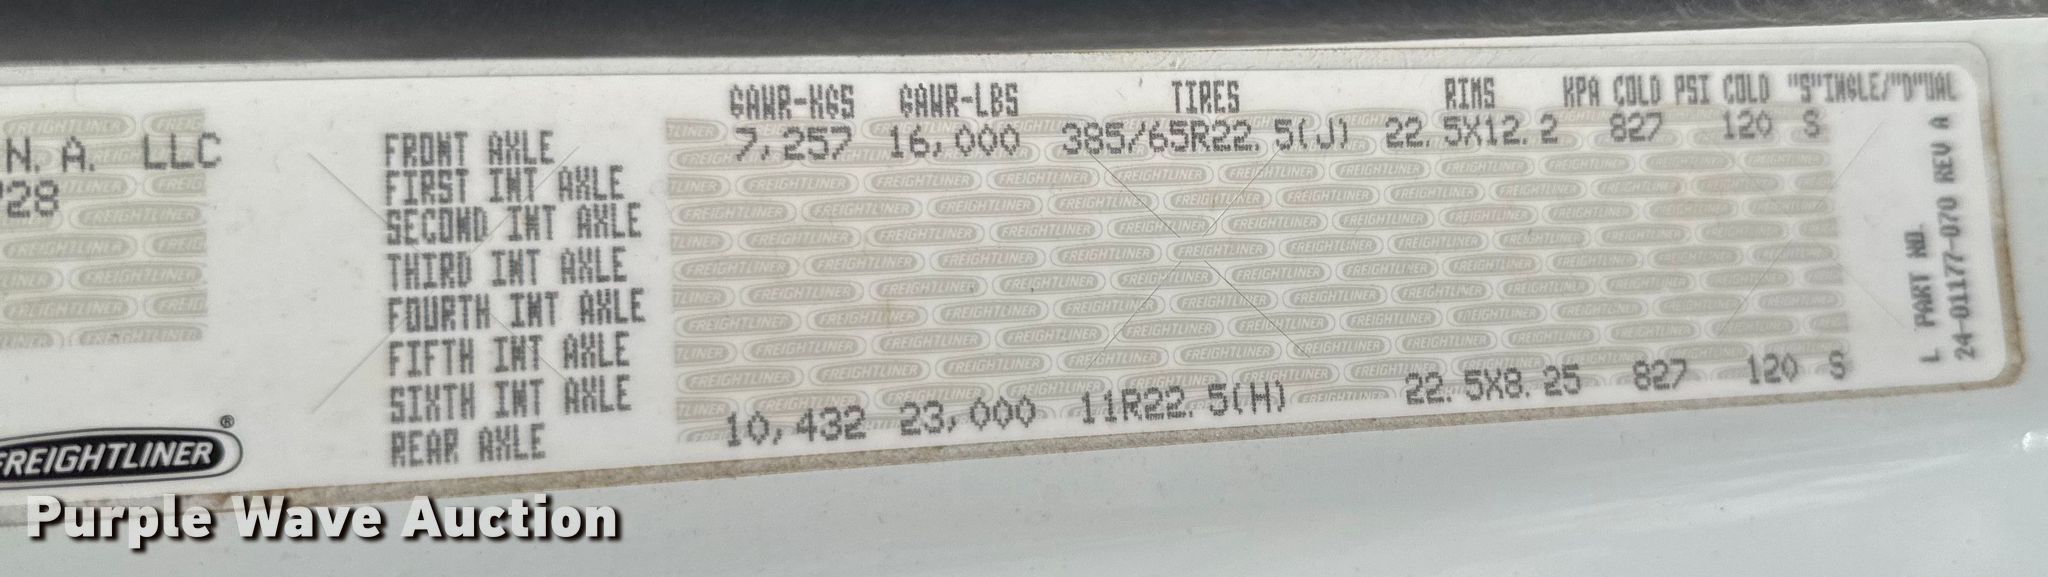 GAWR-KGS GAWR-LBS TIRES RIMS KPA COLD PSI COLD "S"INGLE/"D"UAL
N. A. LLC
28
FRONT AXLE 7,257 16,000 385/65R22.5(J) 22.5X12.2 827 120 S
FIRST INT AXLE
SECOND INT AXLE
THIRD INT AXLE
FOURTH INT AXLE
FIFTH INT AXLE
SIXTH INT AXLE
REAR AXLE 10,432 23,000 11R22.5(H) 22.5X8.25 827 120 S
L PART NO.
24-01177-070 REV A
FREIGHTLINER®
Purple Wave Auction